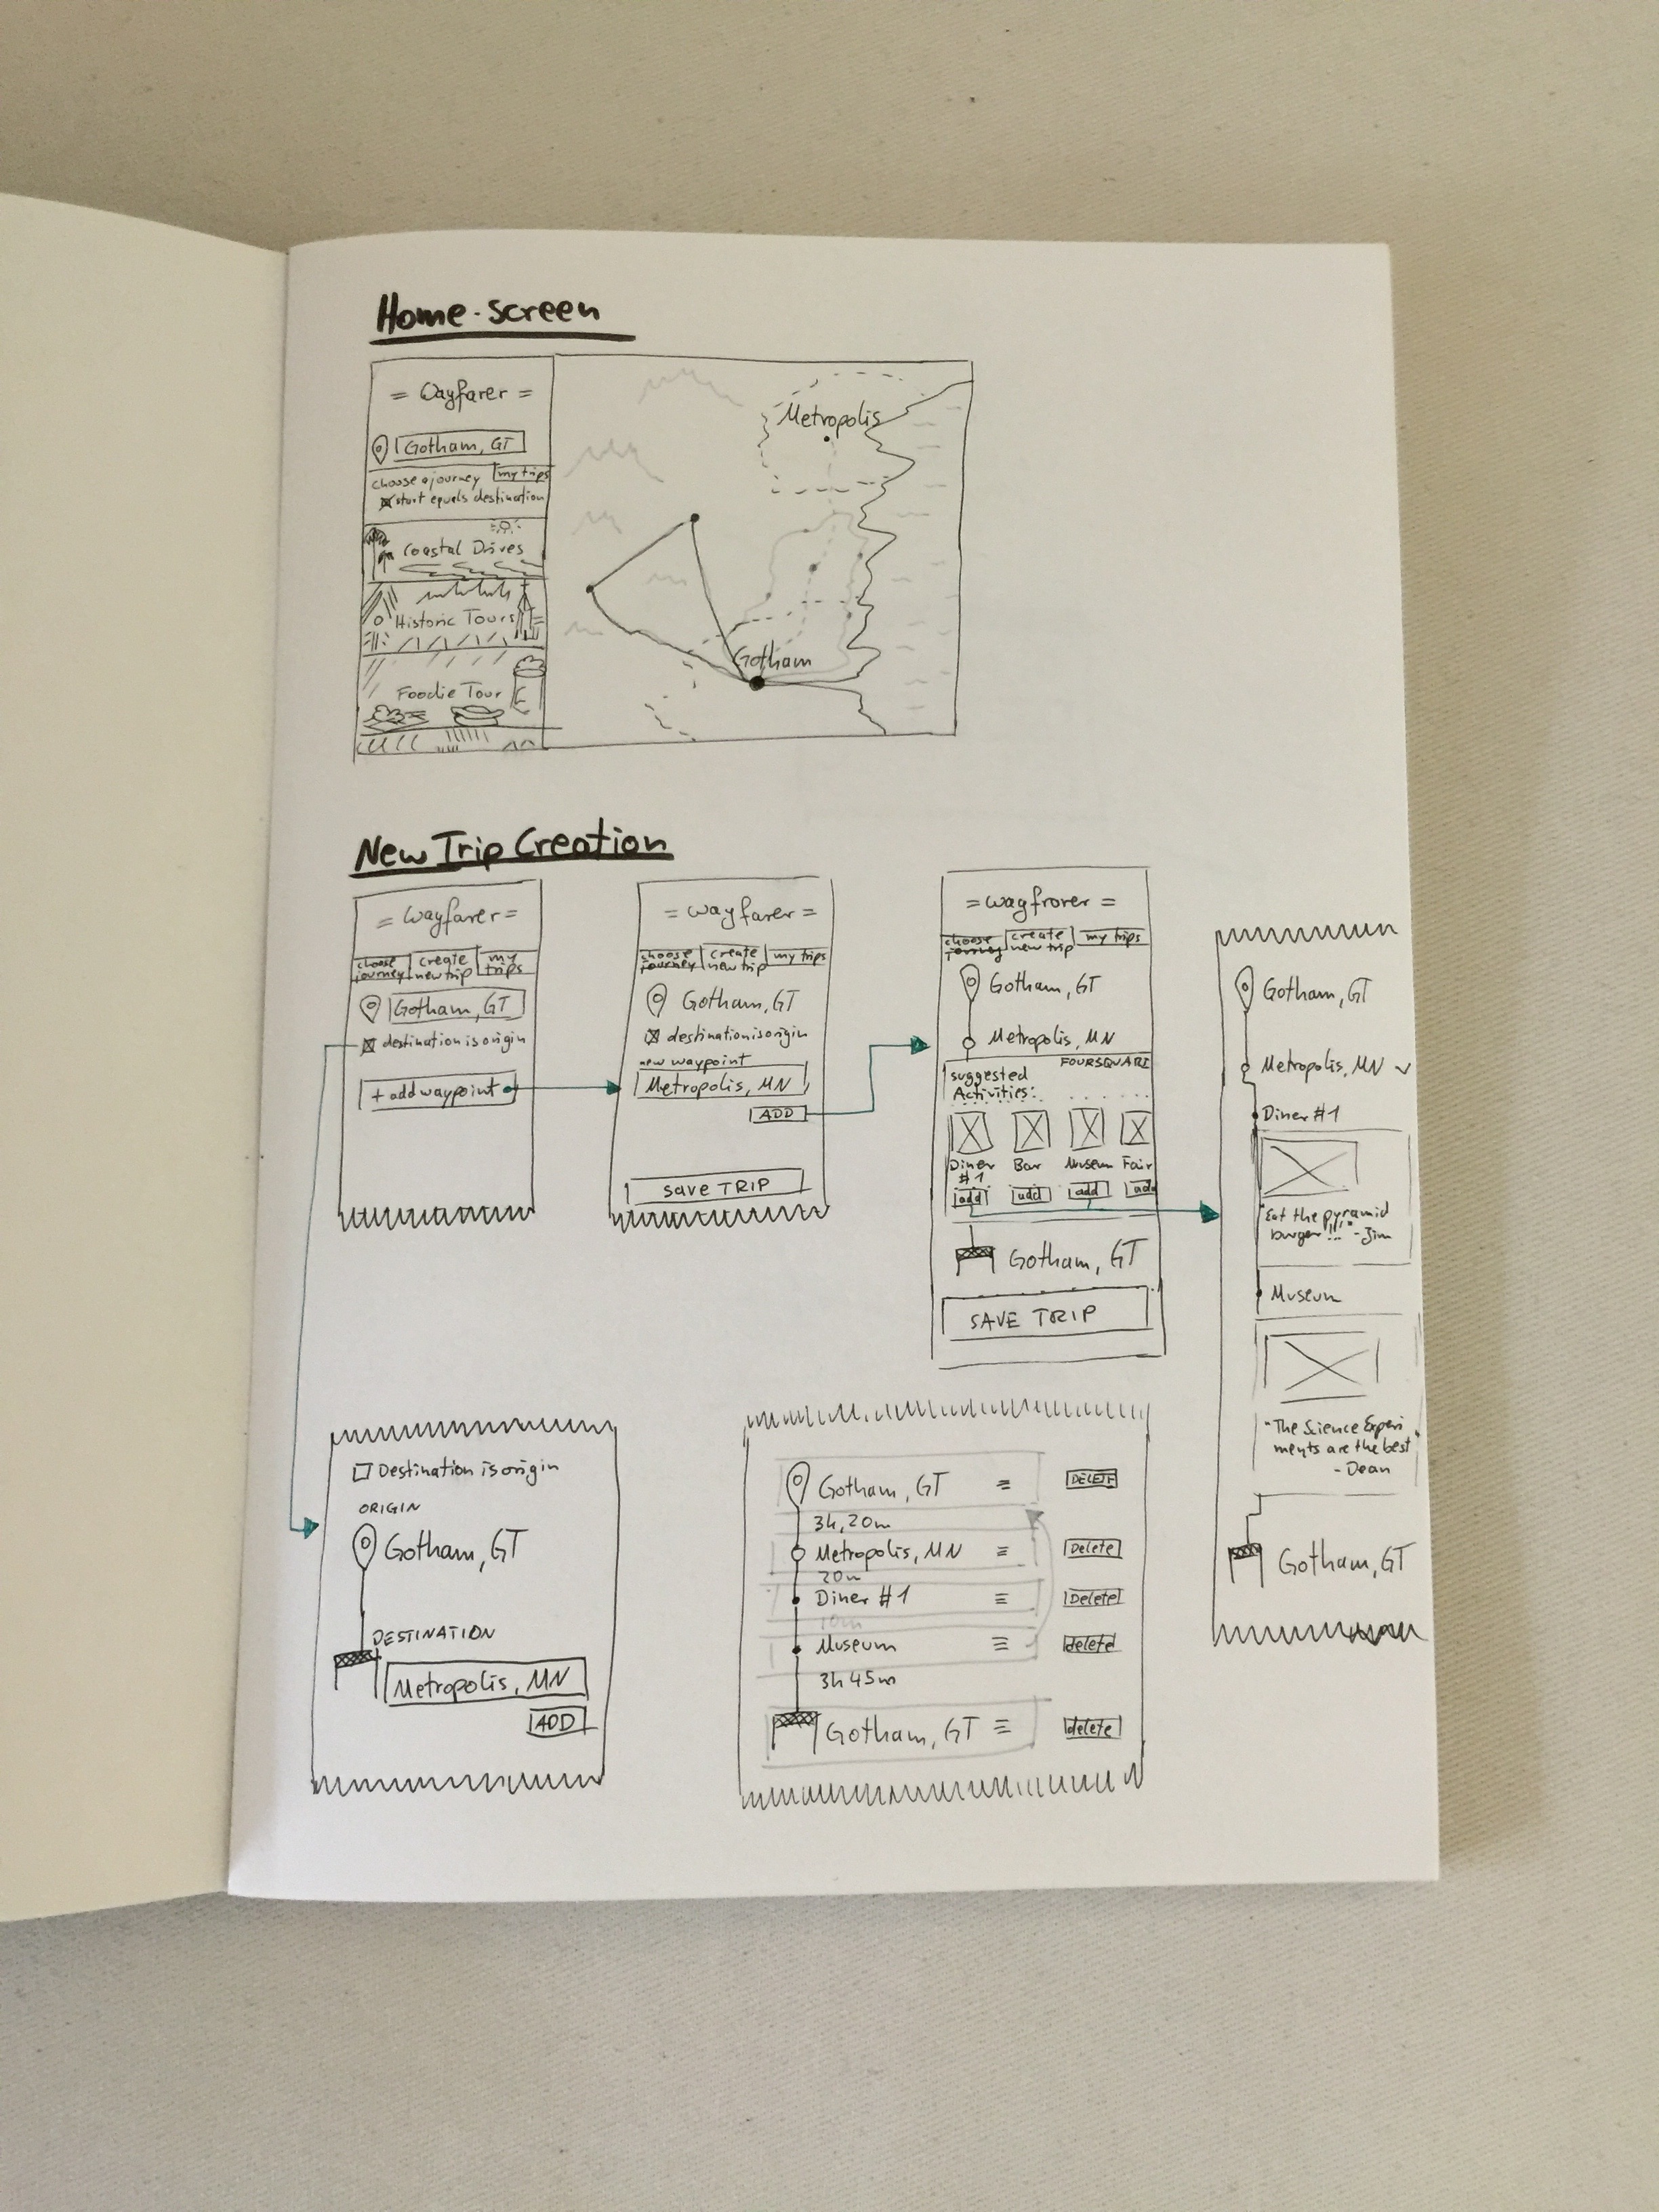 Home-screen
= Wayfarer =
Gotham, GT
choose a journey
my trips
start equals destination
Coastal Drives
Historic Tours
Foodie Tour
Metropolis
Gotham
New Trip Creation
= Wayfarer =
choose
journey
create
new trip
my
trips
Gotham, GT
destination is origin
+ add waypoint
= wayfarer =
choose
journey
create
new trip
my trips
Gotham, GT
destination is origin
new waypoint
Metropolis, MN
ADD
save TRIP
= wayfrorer =
choose
journey
create
new trip
my trips
Gotham, GT
Metropolis, MN
FOURSQUARE
suggested
Activities:
Diner
#1
Bar
Museum
Fair
add
add
add
add
Gotham, GT
SAVE TRIP
Gotham, GT
Metropolis, MN
Diner #1
"Eat the pyramid
burger!!!" - Jim
Museum
"The Science Experi
ments are the best"
- Dean
Gotham, GT
Destination is origin
ORIGIN
Gotham, GT
DESTINATION
Metropolis, MN
ADD
Gotham, GT
DELETE
3h, 20m
Metropolis, MN
Delete
20m
Diner #1
Delete
10m
Museum
delete
3h 45m
Gotham, GT
delete